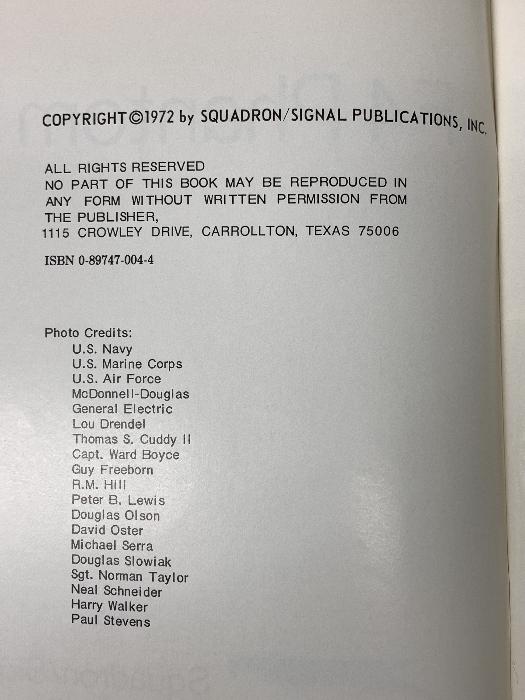 COPYRIGHT©1972 by SQUADRON/SIGNAL PUBLICATIONS, INC.
ALL RIGHTS RESERVED
NO PART OF THIS BOOK MAY BE REPRODUCED IN
ANY FORM WITHOUT WRITTEN PERMISSION FROM
THE PUBLISHER,
1115 CROWLEY DRIVE, CARROLLTON, TEXAS 75006
ISBN 0-89747-004-4
Photo Credits:
U.S. Navy
U.S. Marine Corps
U.S. Air Force
McDonnell-Douglas
General Electric
Lou Drendel
Thomas S. Cuddy II
Capt. Ward Boyce
Guy Freeborn
R.M. Hill
Peter B. Lewis
Douglas Olson
David Oster
Michael Serra
Douglas Slowiak
Sgt. Norman Taylor
Neal Schneider
Harry Walker
Paul Stevens